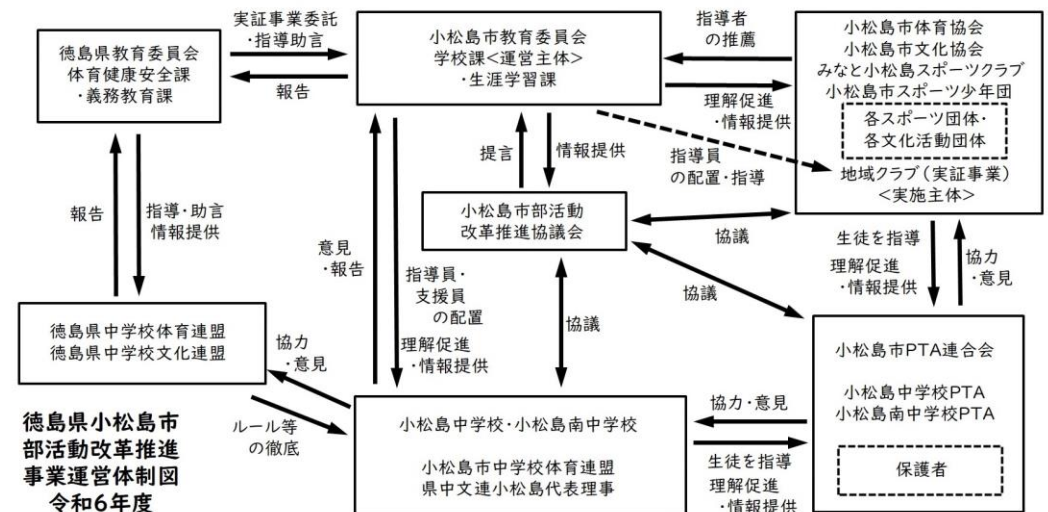 徳島県教育委員会
体育健康安全課
・義務教育課
実証事業委託
・指導助言
報告
小松島市教育委員会
学校課<運営主体>
・生涯学習課
指導者
の推薦
理解促進
・情報提供
小松島市体育協会
小松島市文化協会
みなと小松島スポーツクラブ
小松島市スポーツ少年団
各スポーツ団体・
各文化活動団体
地域クラブ(実証事業)
<実施主体>
提言
情報提供
指導員
の配置・指導
報告
指導・助言
情報提供
小松島市部活動
改革推進協議会
協議
協議
協議
意見
・報告
指導員・
支援員
の配置
理解促進
・情報提供
生徒を指導
理解促進
・情報提供
協力
・意見
徳島県中学校体育連盟
徳島県中学校文化連盟
協力
・意見
ルール等
の徹底
小松島中学校・小松島南中学校
小松島市中学校体育連盟
県中文連小松島代表理事
協力・意見
生徒を指導
理解促進
・情報提供
小松島市PTA連合会
小松島中学校PTA
小松島南中学校PTA
保護者
徳島県小松島市
部活動改革推進
事業運営体制図
令和6年度